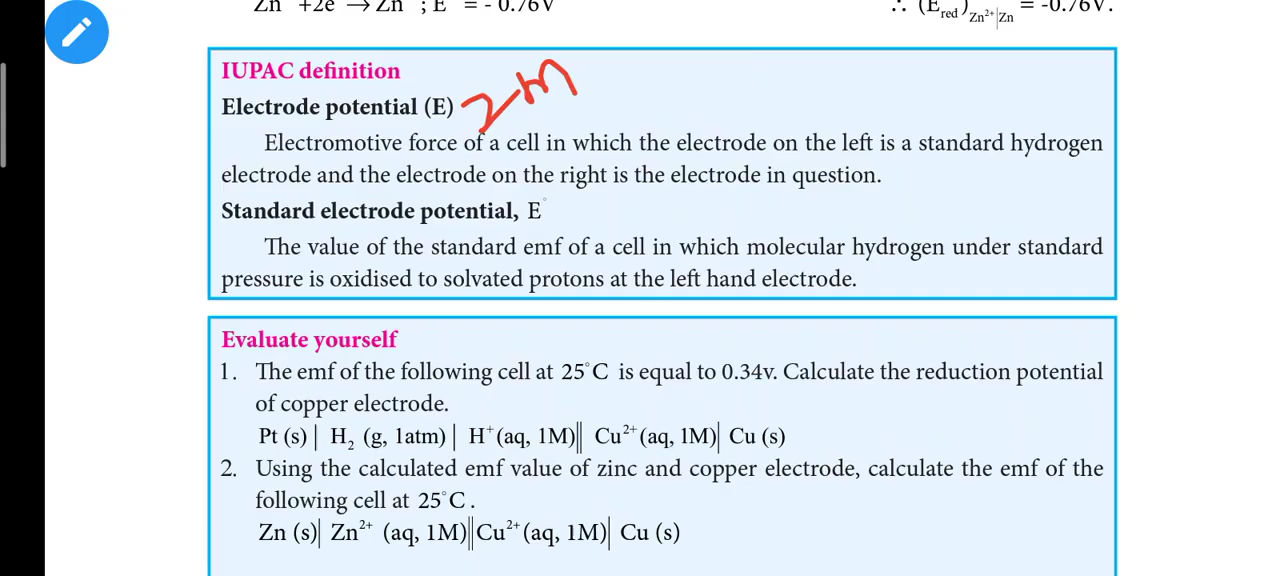 Zn +2e → Zn ; E = - 0.76V
∴ (E_red)_Zn²⁺|Zn = -0.76V.
IUPAC definition
Electrode potential (E) 2M
Electromotive force of a cell in which the electrode on the left is a standard hydrogen
electrode and the electrode on the right is the electrode in question.
Standard electrode potential, E°
The value of the standard emf of a cell in which molecular hydrogen under standard
pressure is oxidised to solvated protons at the left hand electrode.
Evaluate yourself
1. The emf of the following cell at 25°C is equal to 0.34v. Calculate the reduction potential
of copper electrode.
Pt (s) | H₂ (g, 1atm) | H⁺ (aq, 1M)‖ Cu²⁺ (aq, 1M)| Cu (s)
2. Using the calculated emf value of zinc and copper electrode, calculate the emf of the
following cell at 25°C .
Zn (s)| Zn²⁺ (aq, 1M)‖Cu²⁺ (aq, 1M)| Cu (s)